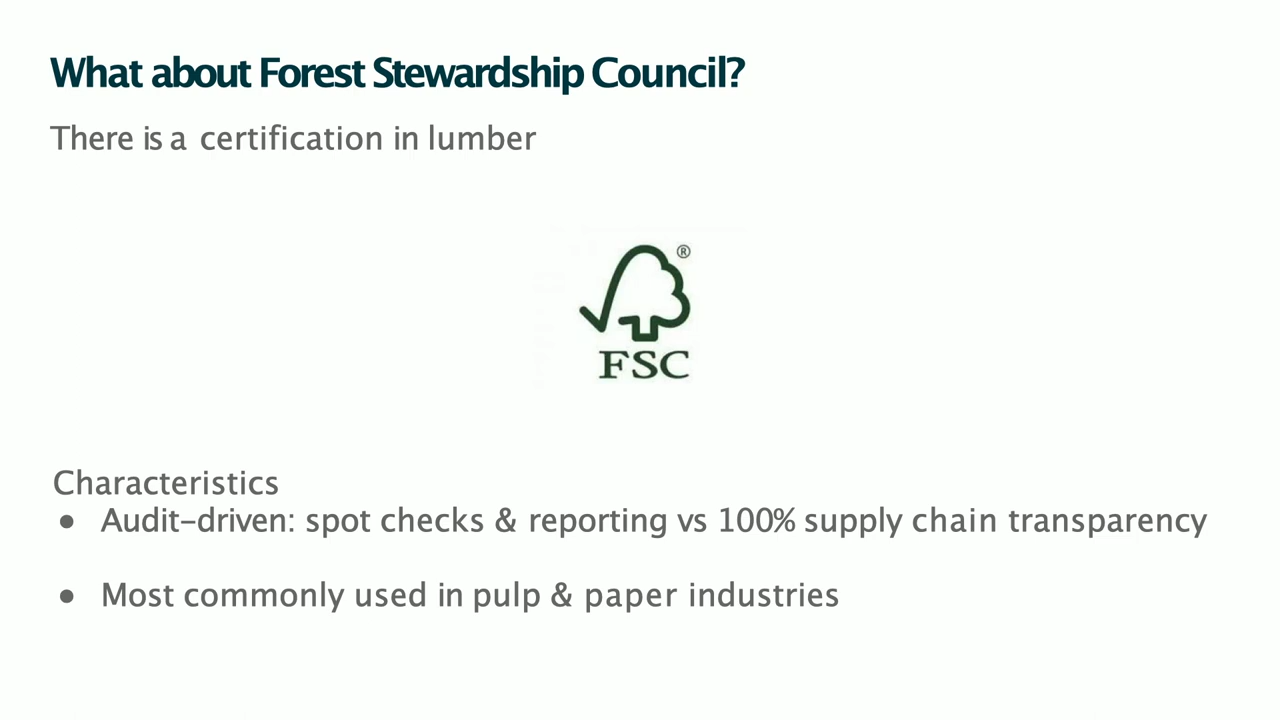 What about Forest Stewardship Council?
There is a certification in lumber
®
FSC
Characteristics
● Audit-driven: spot checks & reporting vs 100% supply chain transparency
● Most commonly used in pulp & paper industries